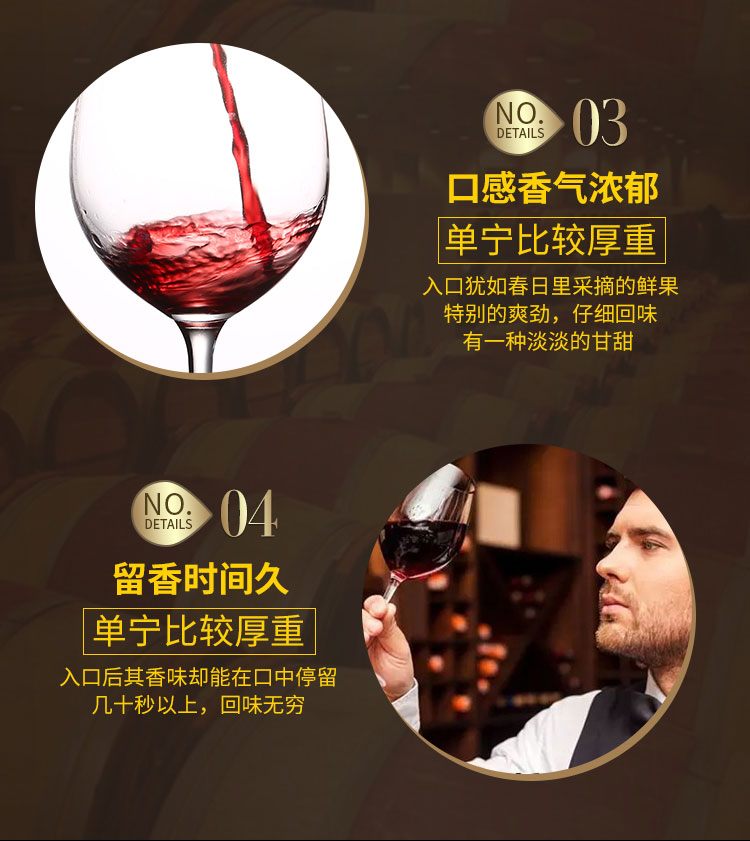 NO.
DETAILS
03
口感香气浓郁
单宁比较厚重
入口犹如春日里采摘的鲜果
特别的爽劲，仔细回味
有一种淡淡的甘甜
NO.
DETAILS
04
留香时间久
单宁比较厚重
入口后其香味却能在口中停留
几十秒以上，回味无穷